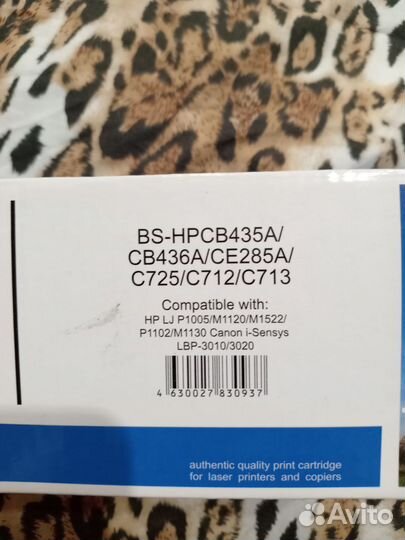 BS-HPCB435A/
CB436A/CE285A/
C725/C712/C713
Compatible with:
HP LJ P1005/M1120/M1522/
P1102/M1130 Canon i-Sensys
LBP-3010/3020
4 630027 830937
authentic quality print cartridge
for laser printers and copiers
Avito